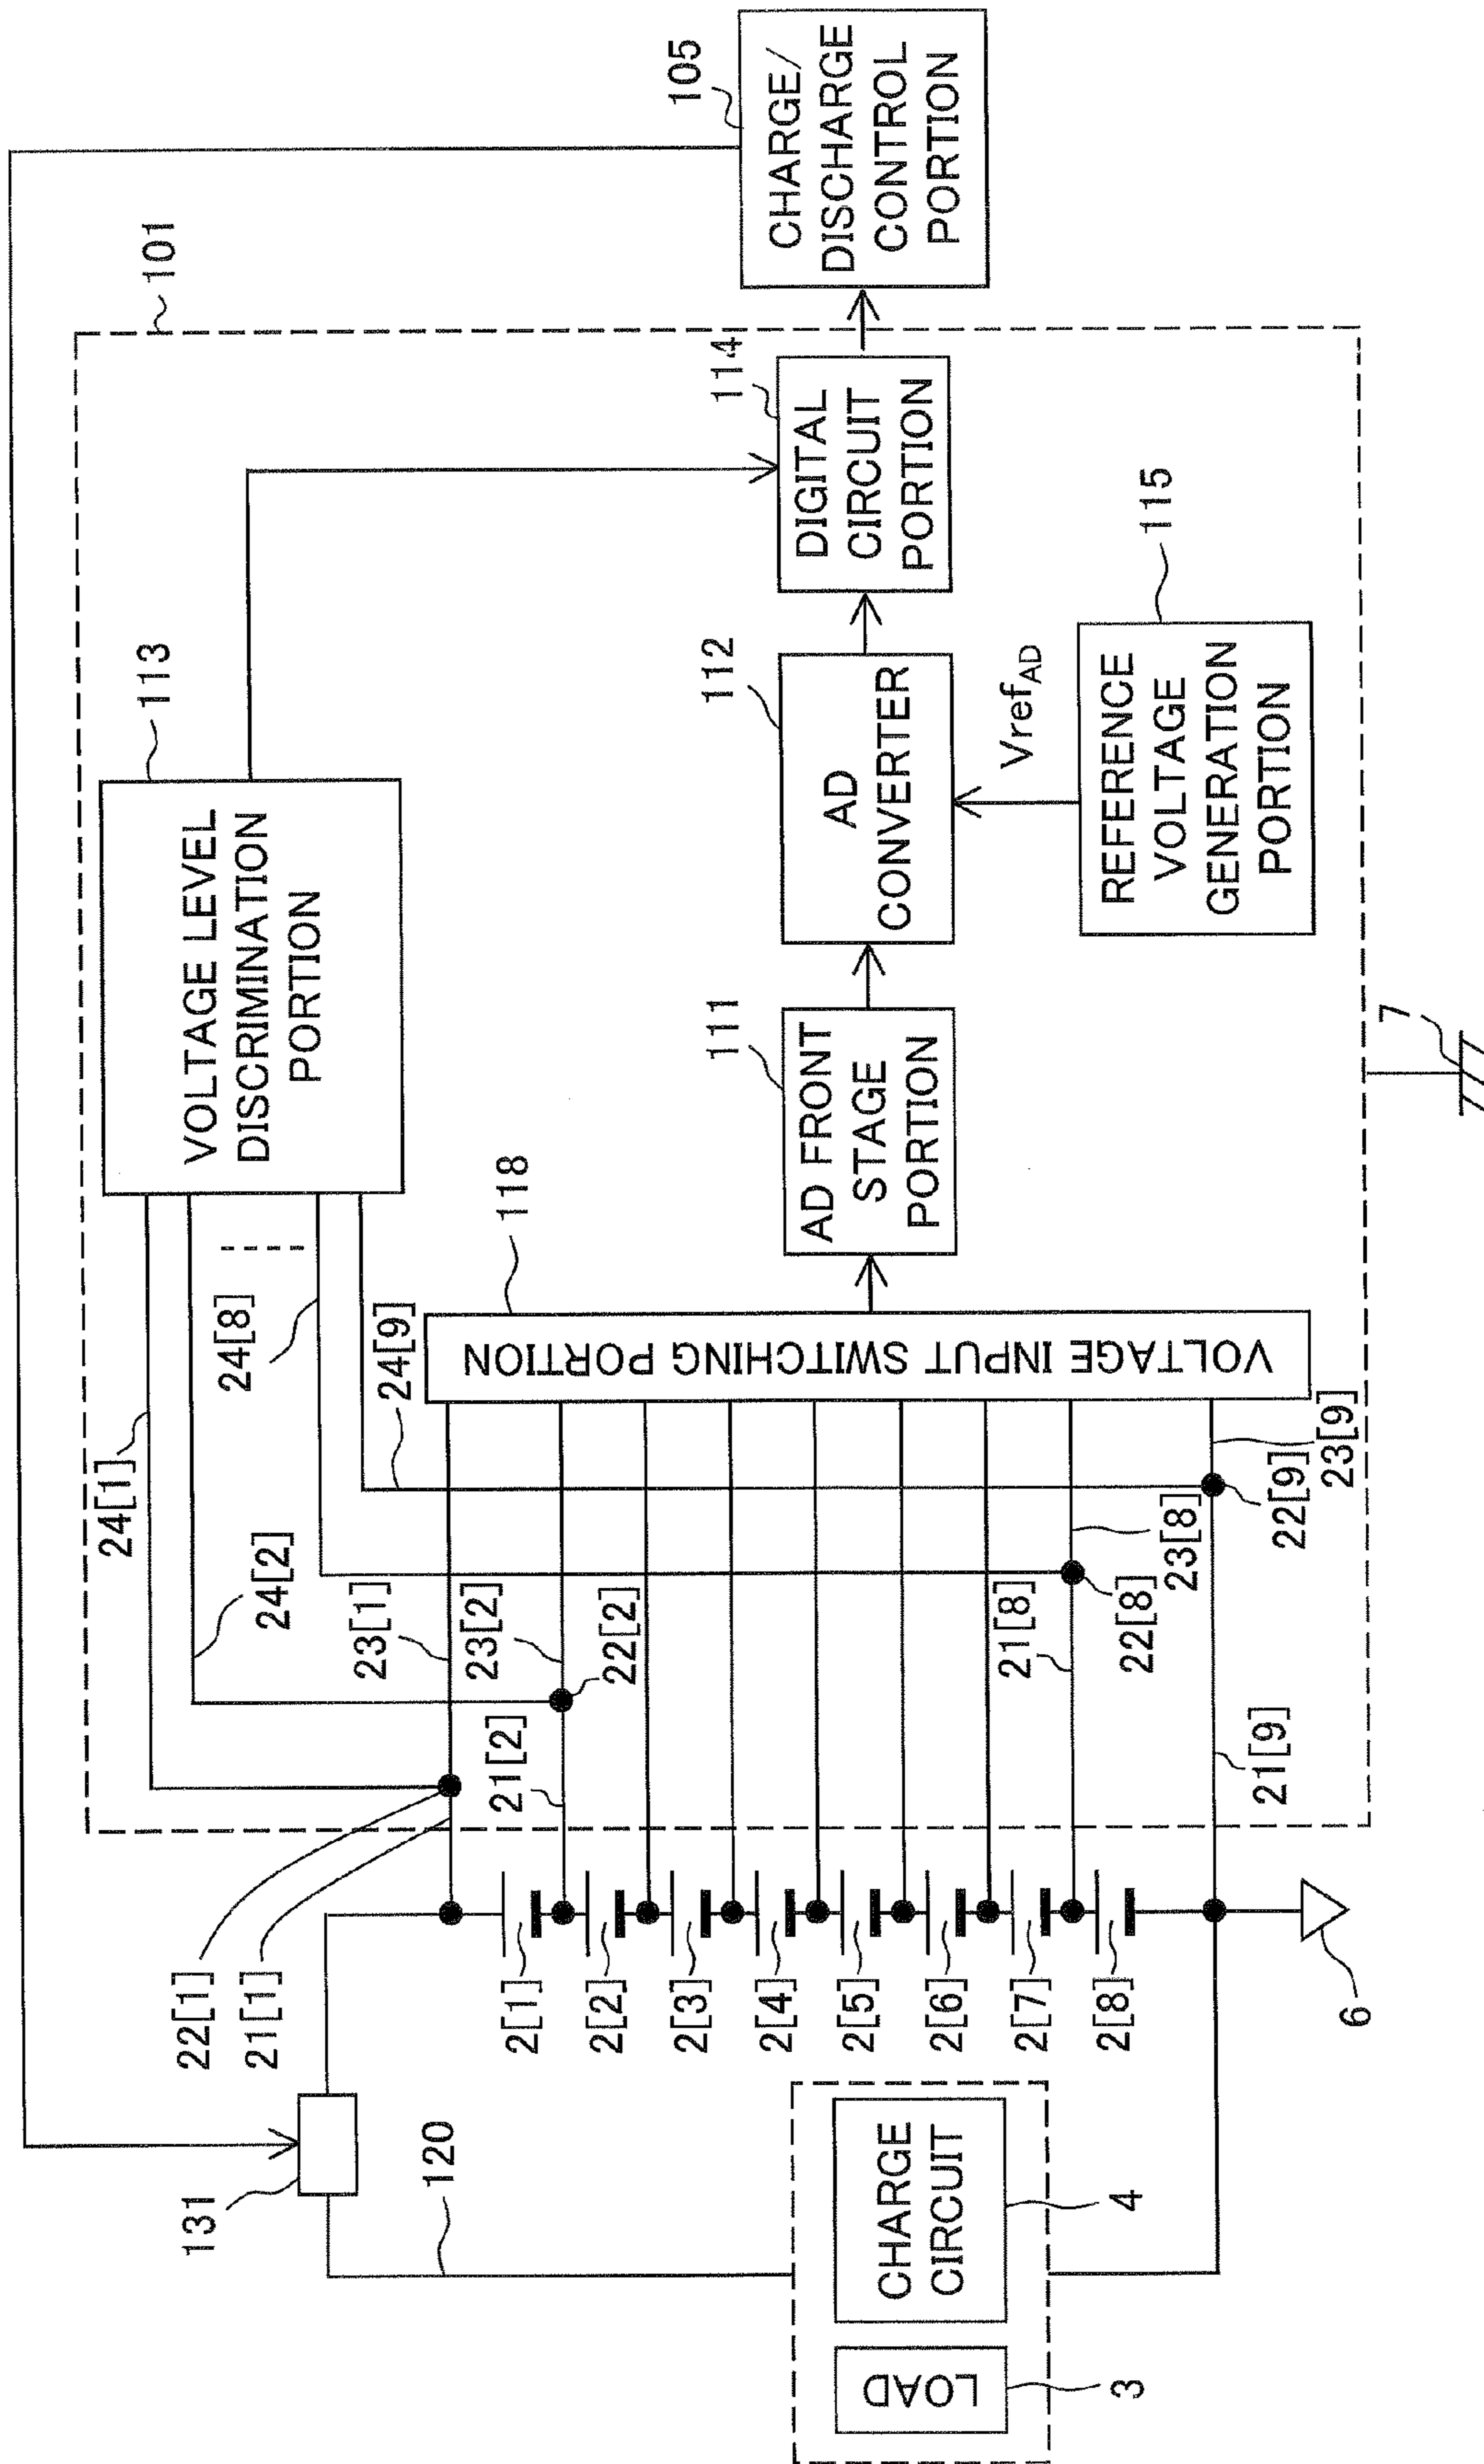 105
CHARGE/
DISCHARGE
CONTROL
PORTION
101
114
DIGITAL
CIRCUIT
PORTION
113
VOLTAGE LEVEL
DISCRIMINATION
PORTION
112
AD
CONVERTER
Vref_AD
115
REFERENCE
VOLTAGE
GENERATION
PORTION
111
AD FRONT
STAGE
PORTION
7
118
VOLTAGE INPUT SWITCHING PORTION
24[1]
24[2]
24[8]
24[9]
23[1]
23[2]
23[8]
23[9]
22[1]
22[2]
22[8]
22[9]
21[1]
21[2]
21[8]
21[9]
2[1]
2[2]
2[3]
2[4]
2[5]
2[6]
2[7]
2[8]
6
131
120
CHARGE
CIRCUIT
4
LOAD
3